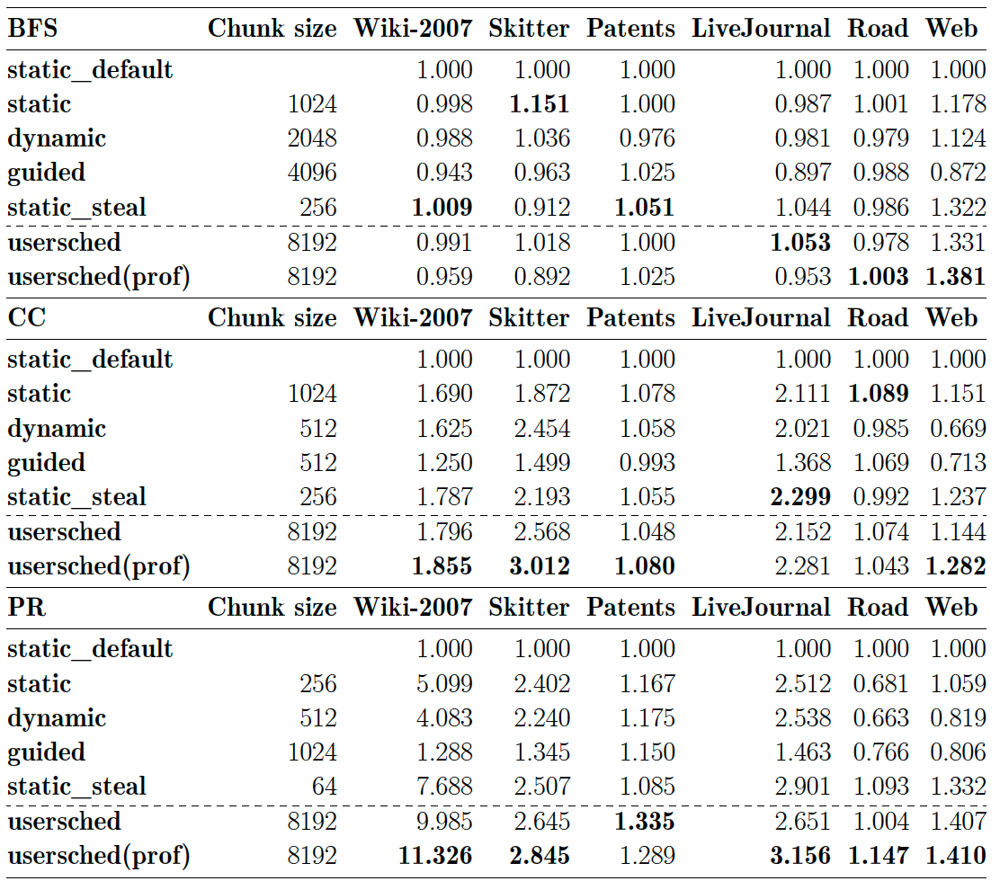 BFS Chunk size Wiki-2007 Skitter Patents LiveJournal Road Web
static_default 1.000 1.000 1.000 1.000 1.000 1.000
static 1024 0.998 1.151 1.000 0.987 1.001 1.178
dynamic 2048 0.988 1.036 0.976 0.981 0.979 1.124
guided 4096 0.943 0.963 1.025 0.897 0.988 0.872
static_steal 256 1.009 0.912 1.051 1.044 0.986 1.322
usersched 8192 0.991 1.018 1.000 1.053 0.978 1.331
usersched(prof) 8192 0.959 0.892 1.025 0.953 1.003 1.381
CC Chunk size Wiki-2007 Skitter Patents LiveJournal Road Web
static_default 1.000 1.000 1.000 1.000 1.000 1.000
static 1024 1.690 1.872 1.078 2.111 1.089 1.151
dynamic 512 1.625 2.454 1.058 2.021 0.985 0.669
guided 512 1.250 1.499 0.993 1.368 1.069 0.713
static_steal 256 1.787 2.193 1.055 2.299 0.992 1.237
usersched 8192 1.796 2.568 1.048 2.152 1.074 1.144
usersched(prof) 8192 1.855 3.012 1.080 2.281 1.043 1.282
PR Chunk size Wiki-2007 Skitter Patents LiveJournal Road Web
static_default 1.000 1.000 1.000 1.000 1.000 1.000
static 256 5.099 2.402 1.167 2.512 0.681 1.059
dynamic 512 4.083 2.240 1.175 2.538 0.663 0.819
guided 1024 1.288 1.345 1.150 1.463 0.766 0.806
static_steal 64 7.688 2.507 1.085 2.901 1.093 1.332
usersched 8192 9.985 2.645 1.335 2.651 1.004 1.407
usersched(prof) 8192 11.326 2.845 1.289 3.156 1.147 1.410